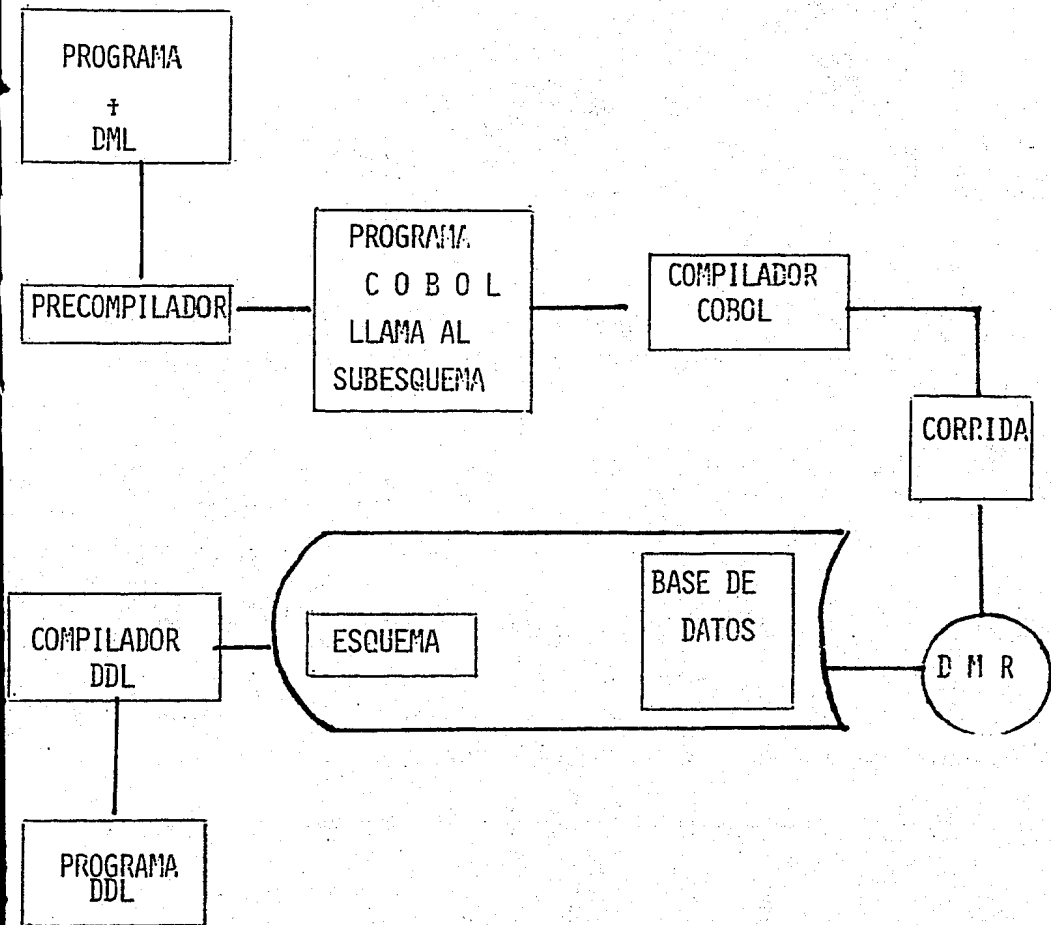 PROGRAMA
+
DML
PRECOMPILADOR
PROGRAMA
C O B O L
LLAMA AL
SUBESQUEMA
COMPILADOR
COBOL
CORRIDA
BASE DE
DATOS
ESQUEMA
D M R
COMPILADOR
DDL
PROGRAMA
DDL